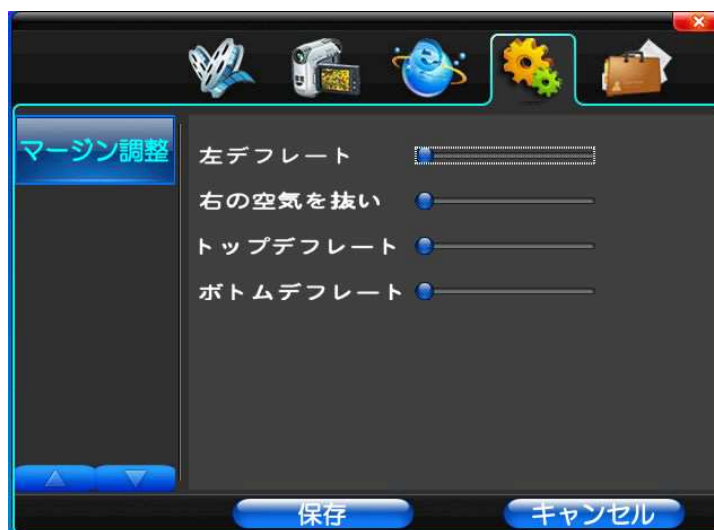 マージン調整
左デフレート
右の空気を抜い
トップデフレート
ボトムデフレート
保存
キャンセル